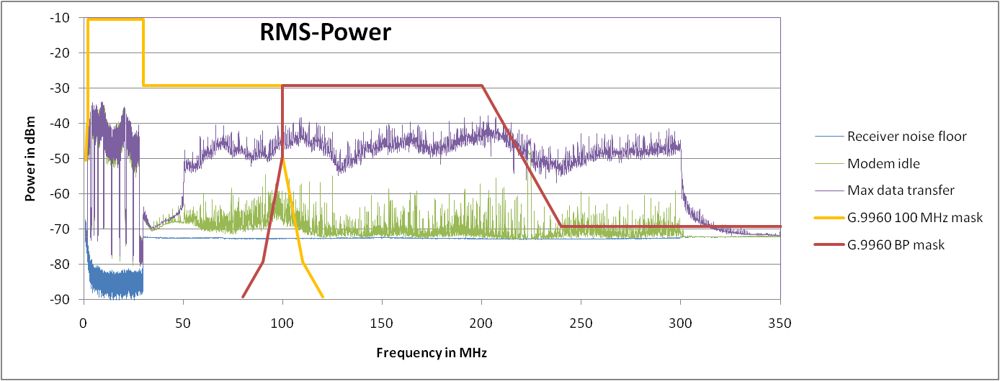 RMS-Power
-10
-20
-30
-40
-50
-60
-70
-80
-90
Power in dBm
0 50 100 150 200 250 300 350
Frequency in MHz
Receiver noise floor
Modem idle
Max data transfer
G.9960 100 MHz mask
G.9960 BP mask